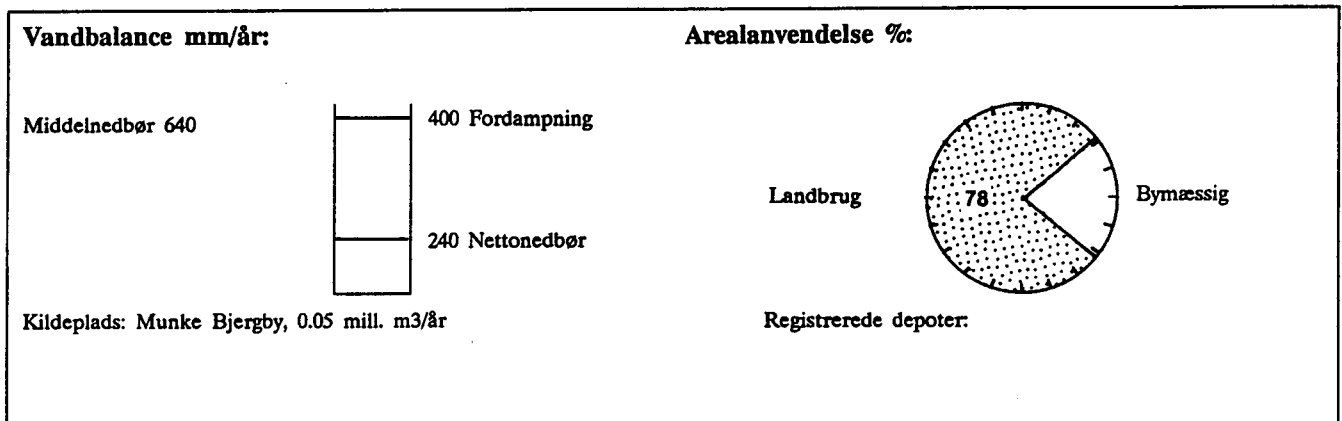 Vandbalance mm/år:
Middelnedbør 640
400 Fordampning
240 Nettonedbør
Kildeplads: Munke Bjergby, 0.05 mill. m3/år
Arealanvendelse %:
Landbrug
78
Bymæssig
Registrerede depoter: